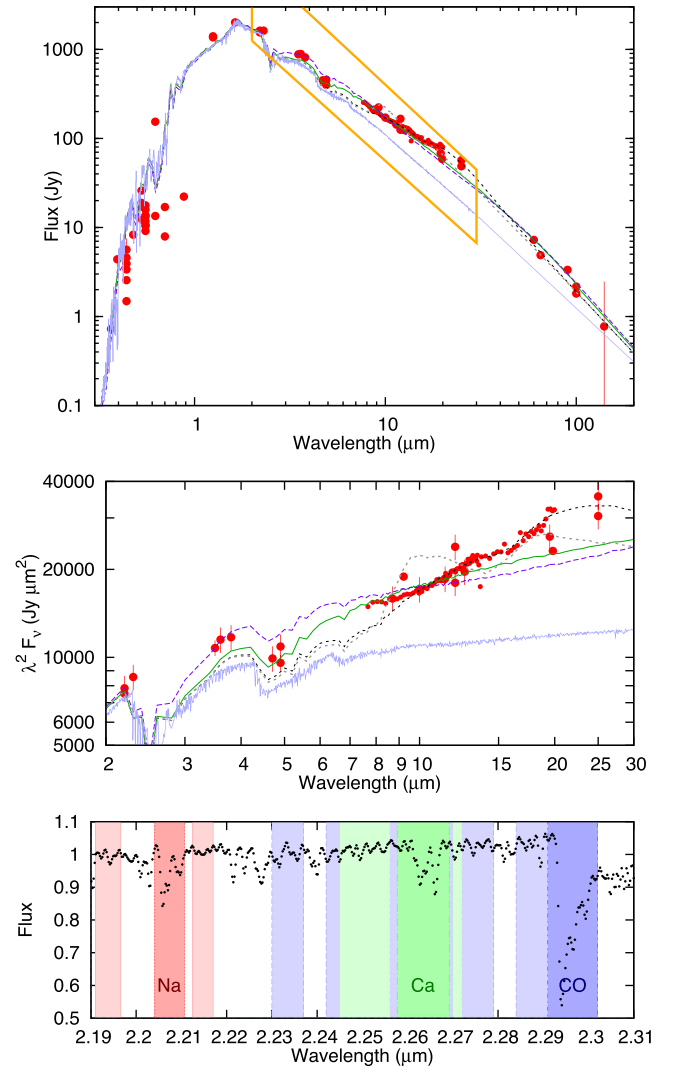 1000
100
10
1
0.1
Flux (Jy)
1 10 100
Wavelength (μm)
40000
20000
10000
6000
5000
λ² Fν (Jy μm²)
2 3 4 5 6 7 8 9 10 15 20 25 30
Wavelength (μm)
1.1
1
0.9
0.8
0.7
0.6
0.5
Flux
Na Ca CO
2.19 2.2 2.21 2.22 2.23 2.24 2.25 2.26 2.27 2.28 2.29 2.3 2.31
Wavelength (μm)